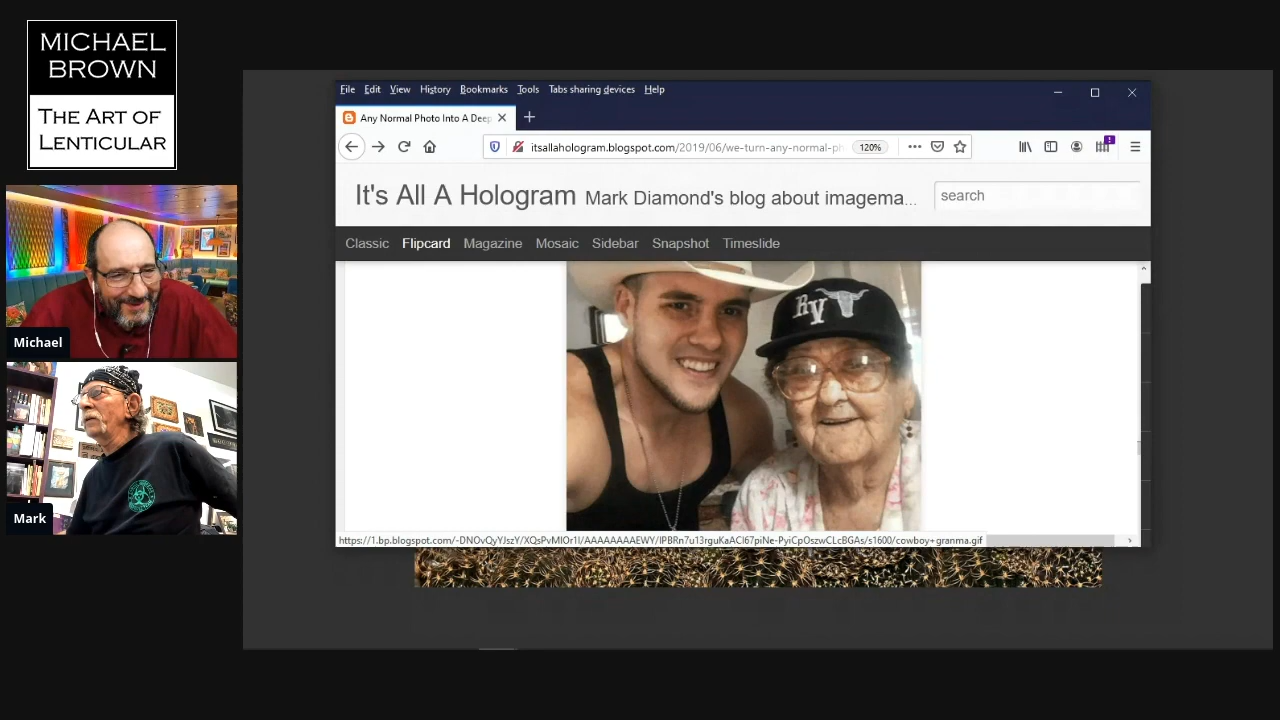 MICHAEL
BROWN
THE ART OF
LENTICULAR
Michael
Mark
File Edit View History Bookmarks Tools Tabs sharing devices Help
Any Normal Photo Into A Deep
itsallahologram.blogspot.com/2019/06/we-turn-any-normal-ph 120%
It's All A Hologram Mark Diamond's blog about imagema... search
Classic Flipcard Magazine Mosaic Sidebar Snapshot Timeslide
RV
https://1.bp.blogspot.com/-DNOvQyYJszY/XQsPvMIOr1I/AAAAAAAAEWY/lPBRn7u13rguKaACI67piNe-PyiCpOszwCLcBGAs/s1600/cowboy+granma.gif